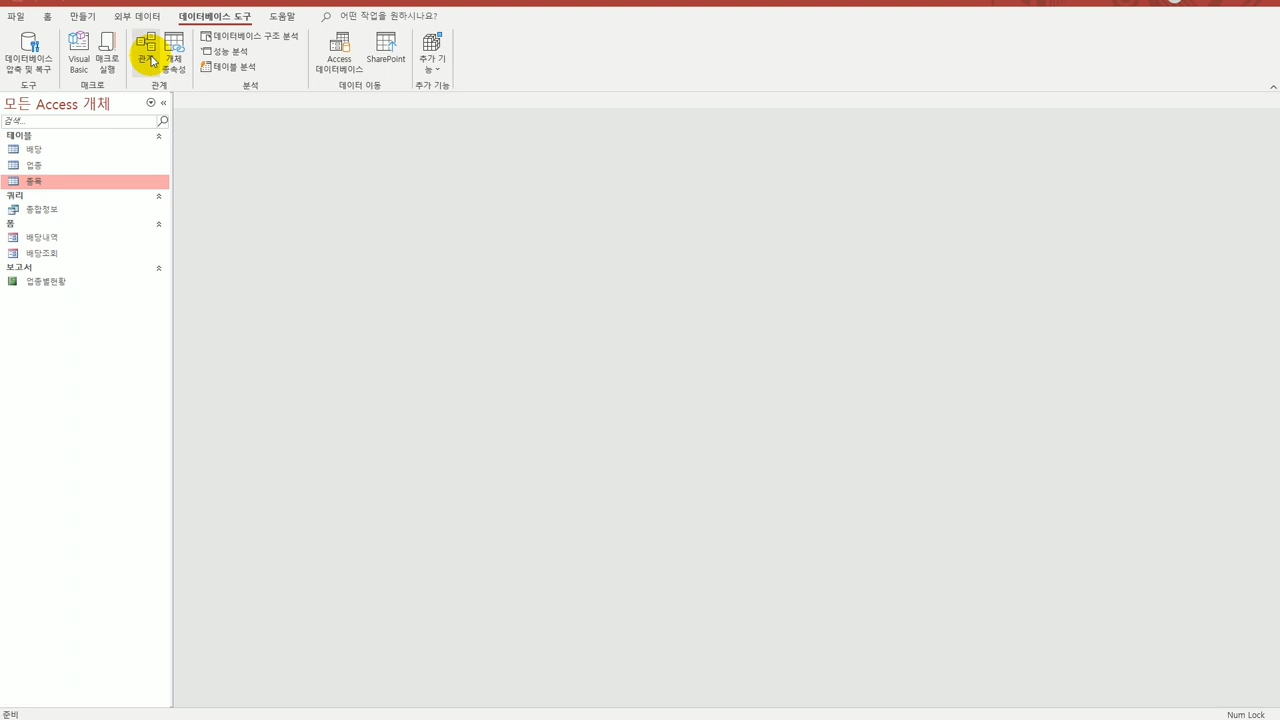 파일 홈 만들기 외부 데이터 데이터베이스 도구 도움말 어떤 작업을 원하시나요?
데이터베이스
압축 및 복구
Visual
Basic
매크로
실행
관계
개체
종속성
데이터베이스 구조 분석
성능 분석
테이블 분석
Access
데이터베이스
SharePoint
추가 기
능
도구 매크로 관계 분석 데이터 이동 추가 기능
모든 Access 개체
검색...
테이블
배당
업종
종목
쿼리
종합정보
폼
배당내역
배당조회
보고서
업종별현황
준비 Num Lock